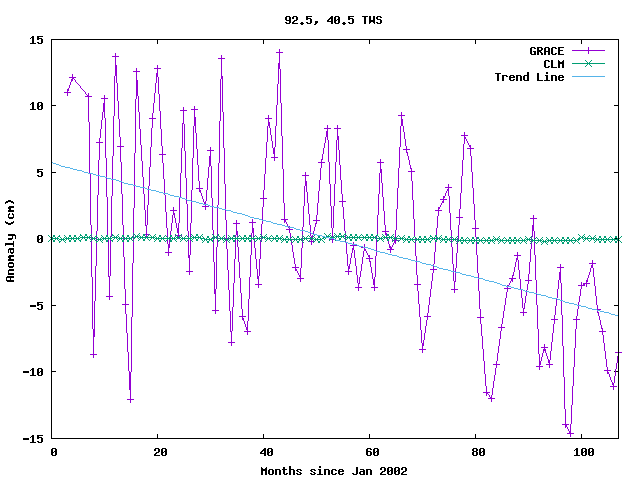 92.5, 40.5 TWS
GRACE
CLM
Trend Line
Anomaly (cm)
15
10
5
0
-5
-10
-15
0 20 40 60 80 100
Months since Jan 2002